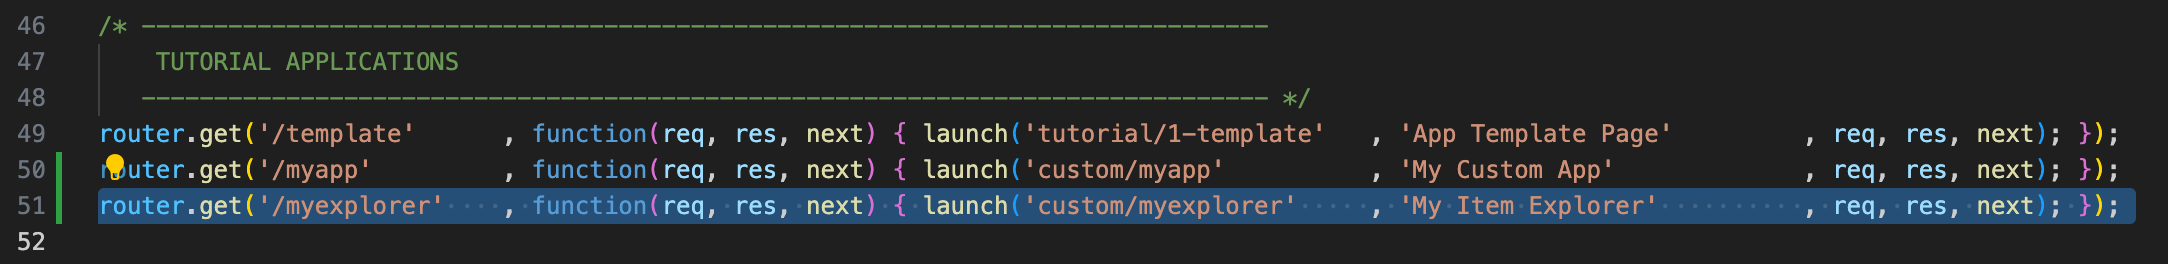 46 /* ------------------------------------------------------------------------------
47 TUTORIAL APPLICATIONS
48 ------------------------------------------------------------------------------ */
49 router.get('/template'      , function(req, res, next) { launch('tutorial/1-template'   , 'App Template Page'         , req, res, next); });
50 router.get('/myapp'         , function(req, res, next) { launch('custom/myapp'          , 'My Custom App'             , req, res, next); });
51 router.get('/myexplorer'    , function(req, res, next) { launch('custom/myexplorer'     , 'My Item Explorer'          , req, res, next); });
52